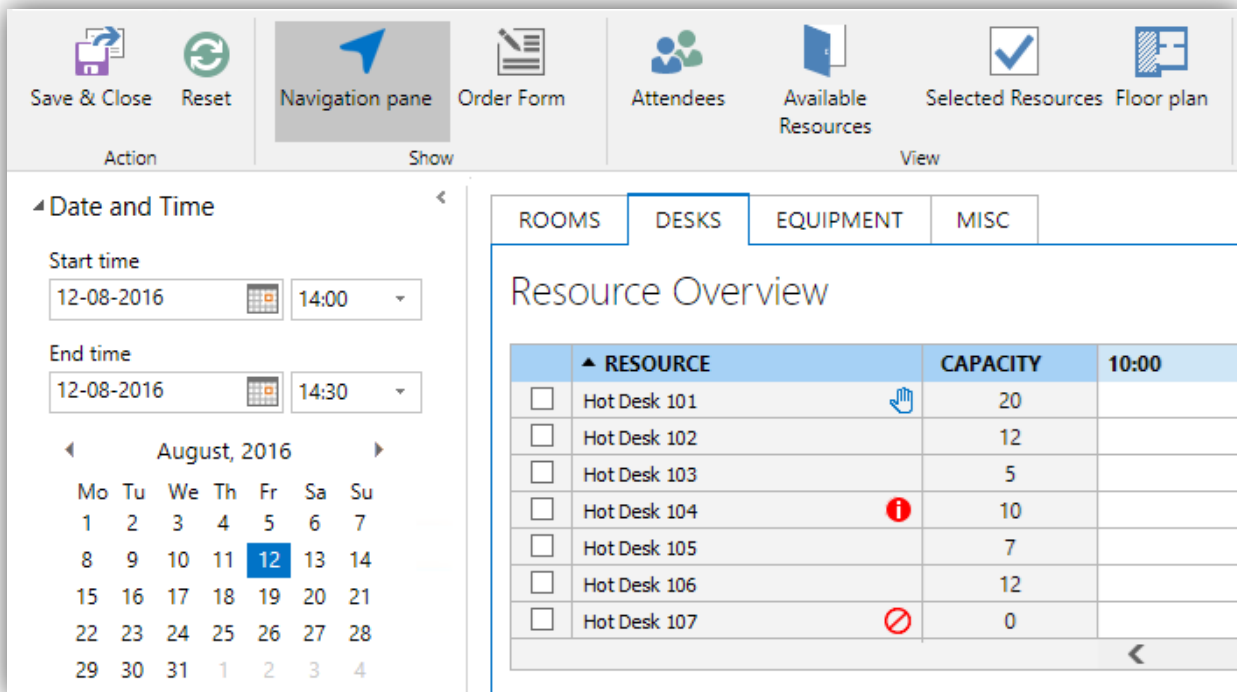 Save & Close Reset Navigation pane Order Form Attendees Available Resources Selected Resources Floor plan
Action Show View
Date and Time
Start time
12-08-2016 14:00
End time
12-08-2016 14:30
August, 2016
Mo Tu We Th Fr Sa Su
1 2 3 4 5 6 7
8 9 10 11 12 13 14
15 16 17 18 19 20 21
22 23 24 25 26 27 28
29 30 31 1 2 3 4
ROOMS DESKS EQUIPMENT MISC
Resource Overview
RESOURCE CAPACITY 10:00
Hot Desk 101 20
Hot Desk 102 12
Hot Desk 103 5
Hot Desk 104 10
Hot Desk 105 7
Hot Desk 106 12
Hot Desk 107 0